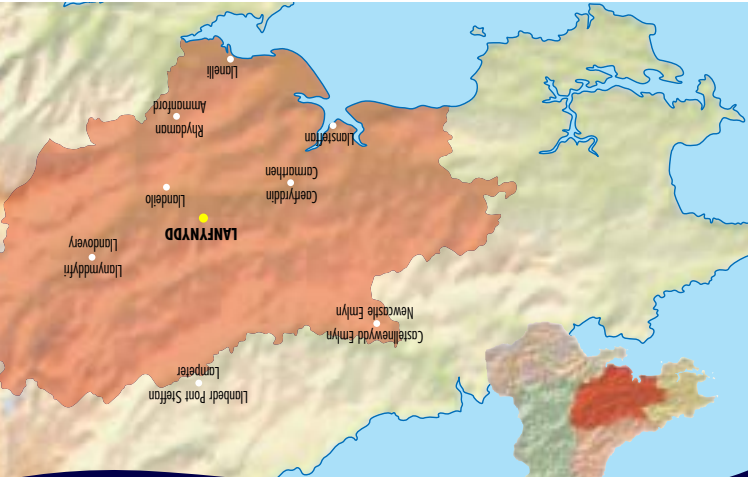 Llanbedr Pont Steffan
Lampeter
Castellnewydd Emlyn
Newcastle Emlyn
Llanymddyfri
Llandovery
LANFYNYDD
Llandeilo
Caerfyrddin
Carmarthen
Llansteffan
Rhydaman
Ammanford
Llanelli